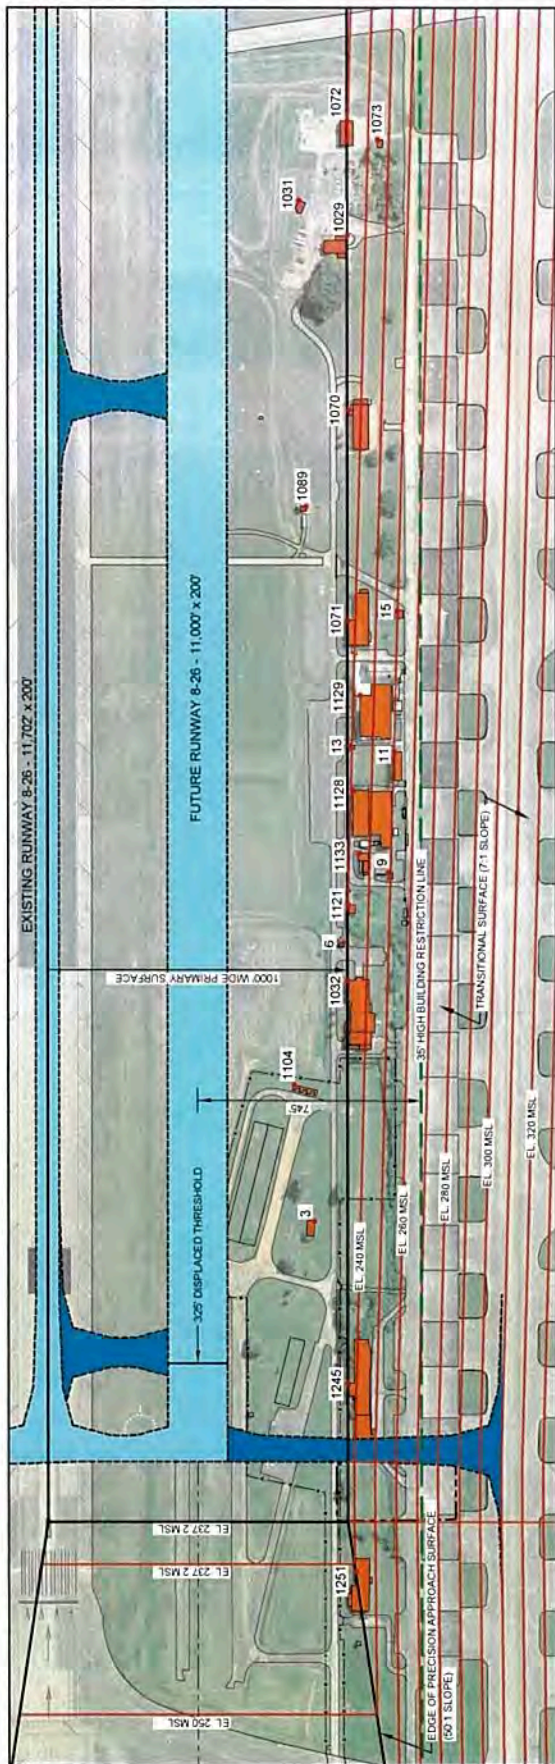 EXISTING RUNWAY 8-26 - 11,702' x 200'
FUTURE RUNWAY 8-26 - 11,000' x 200'
1072
1073
1031
1029
1070
1089
1071
15
1129
13
11
1128
1133
9
1121
6
1032
1000' WIDE PRIMARY SURFACE
1104
745'
3
325' DISPLACED THRESHOLD
1245
1251
35' HIGH BUILDING RESTRICTION LINE
TRANSITIONAL SURFACE (7:1 SLOPE)
EL. 240 MSL
EL. 260 MSL
EL. 280 MSL
EL. 300 MSL
EL. 320 MSL
EL. 237.2 MSL
EL. 237.2 MSL
EL. 250 MSL
EDGE OF PRECISION APPROACH SURFACE
(50:1 SLOPE)